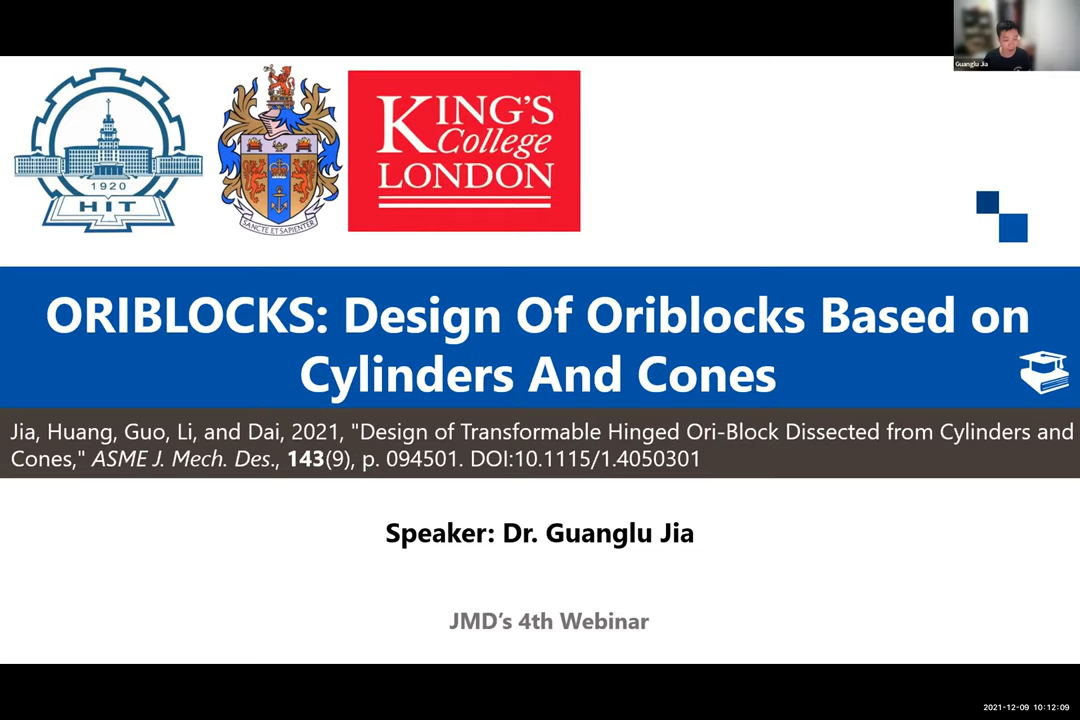 Guanglu Jia
1920
HIT
SANCTE ET SAPIENTER
KING'S
College
LONDON
ORIBLOCKS: Design Of Oriblocks Based on
Cylinders And Cones
Jia, Huang, Guo, Li, and Dai, 2021, "Design of Transformable Hinged Ori-Block Dissected from Cylinders and
Cones," ASME J. Mech. Des., 143(9), p. 094501. DOI:10.1115/1.4050301
Speaker: Dr. Guanglu Jia
JMD's 4th Webinar
2021-12-09 10:12:09